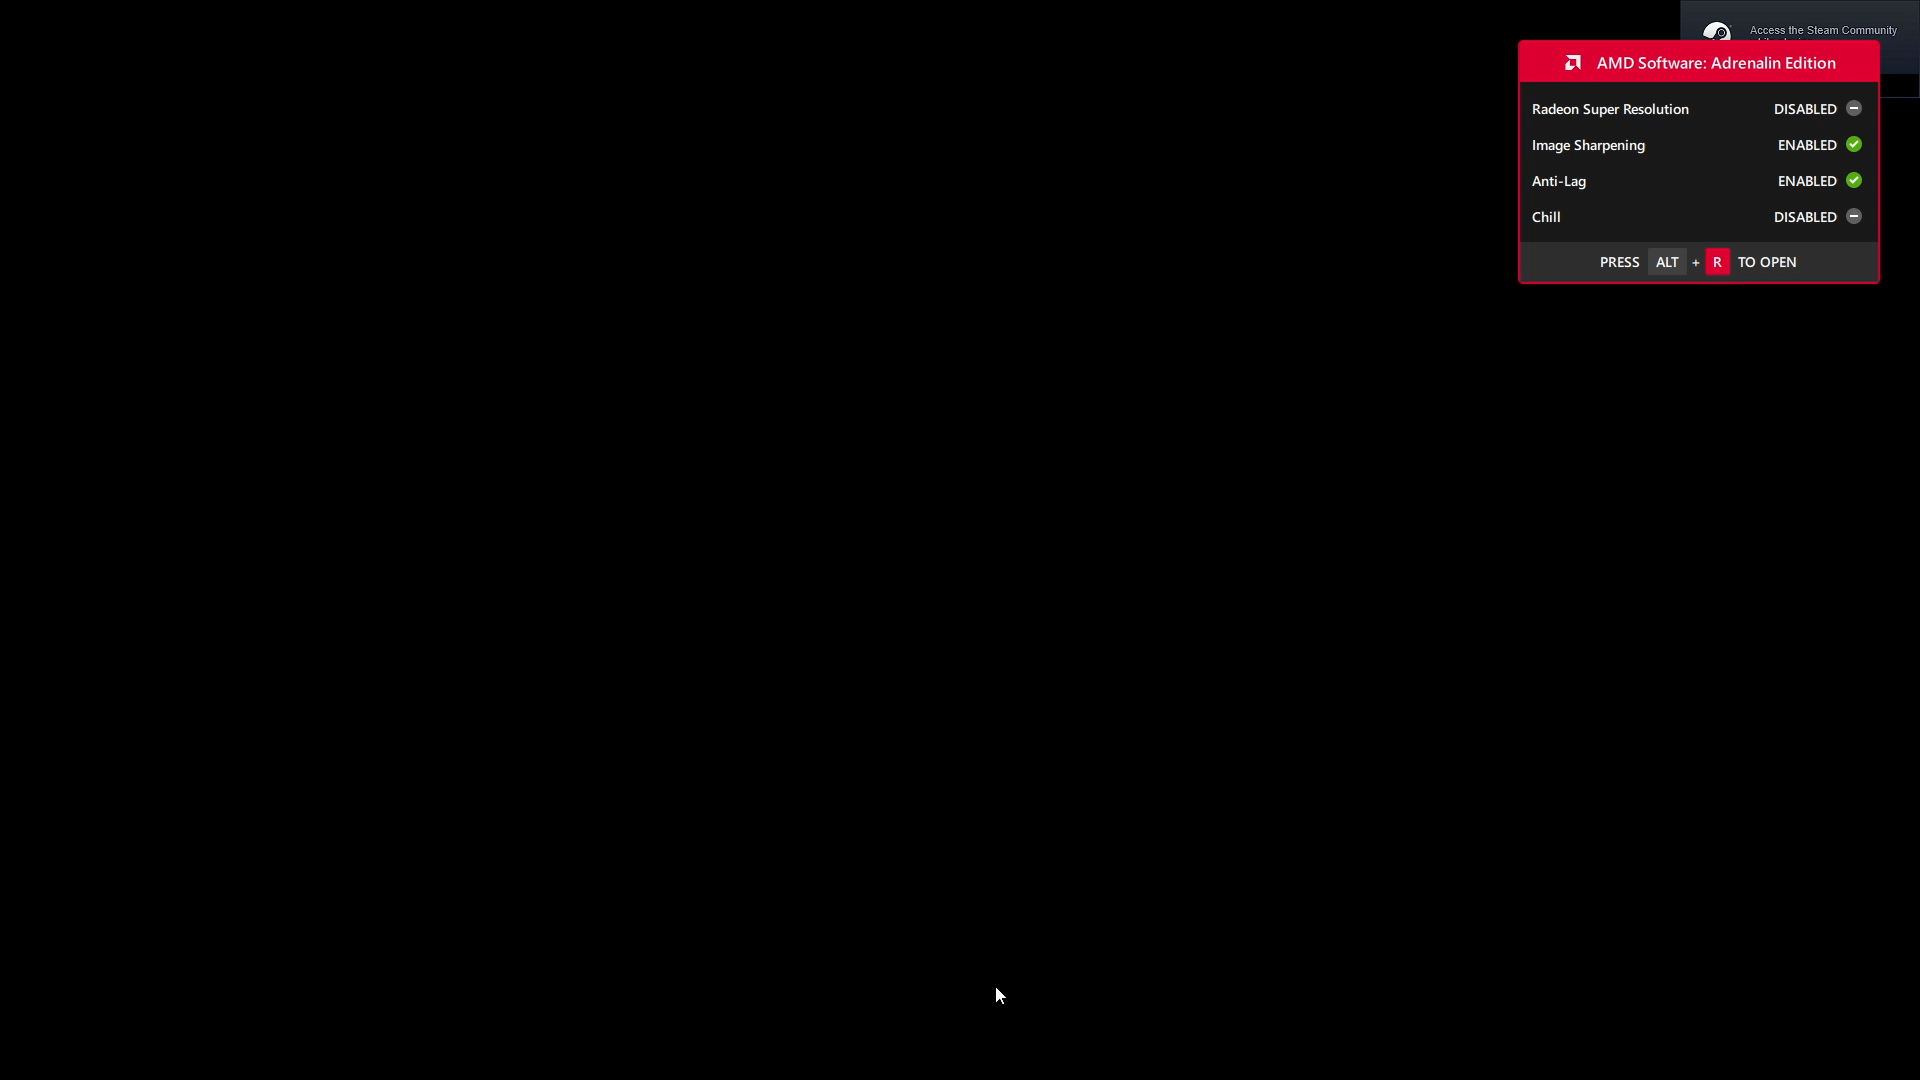 Access the Steam Community
AMD Software: Adrenalin Edition
Radeon Super Resolution DISABLED
Image Sharpening ENABLED
Anti-Lag ENABLED
Chill DISABLED
PRESS ALT + R TO OPEN